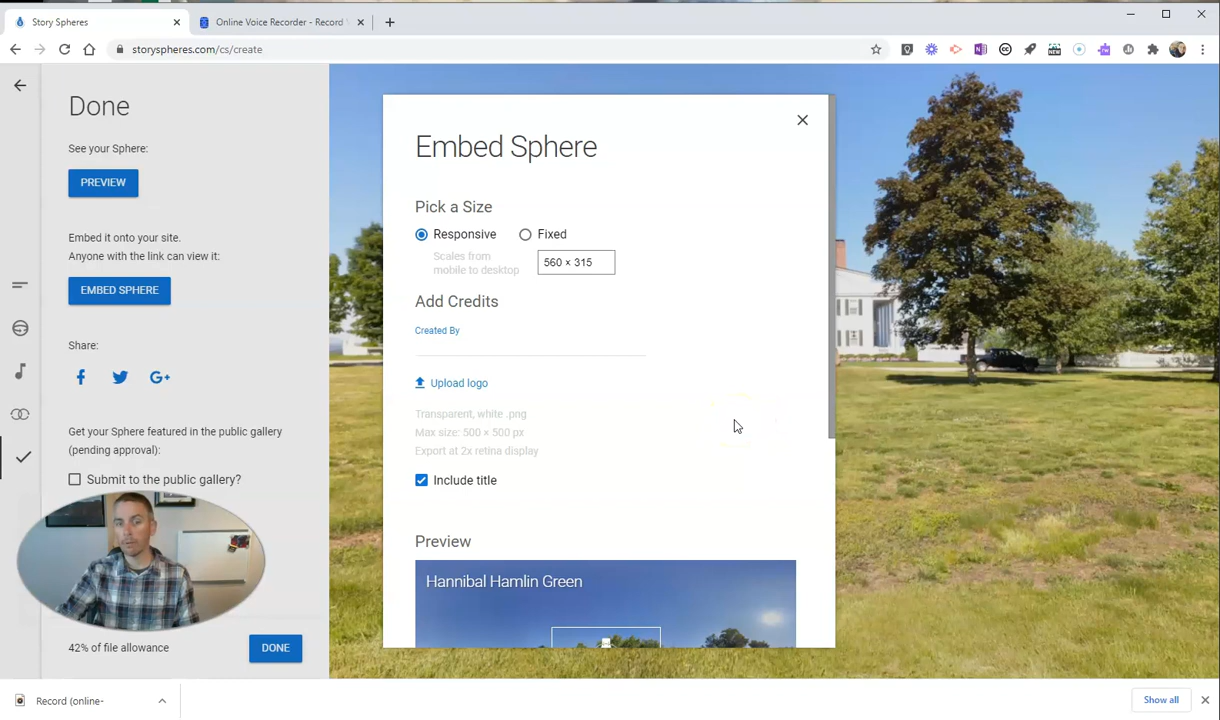 Story Spheres
Online Voice Recorder - Record
storyspheres.com/cs/create
Done
See your Sphere:
PREVIEW
Embed it onto your site.
Anyone with the link can view it:
EMBED SPHERE
Share:
Get your Sphere featured in the public gallery
(pending approval):
Submit to the public gallery?
42% of file allowance
DONE
Embed Sphere
Pick a Size
Responsive
Fixed
Scales from
mobile to desktop
560 × 315
Add Credits
Created By
Upload logo
Transparent, white .png
Max size: 500 × 500 px
Export at 2x retina display
Include title
Preview
Hannibal Hamlin Green
Record (online-
Show all